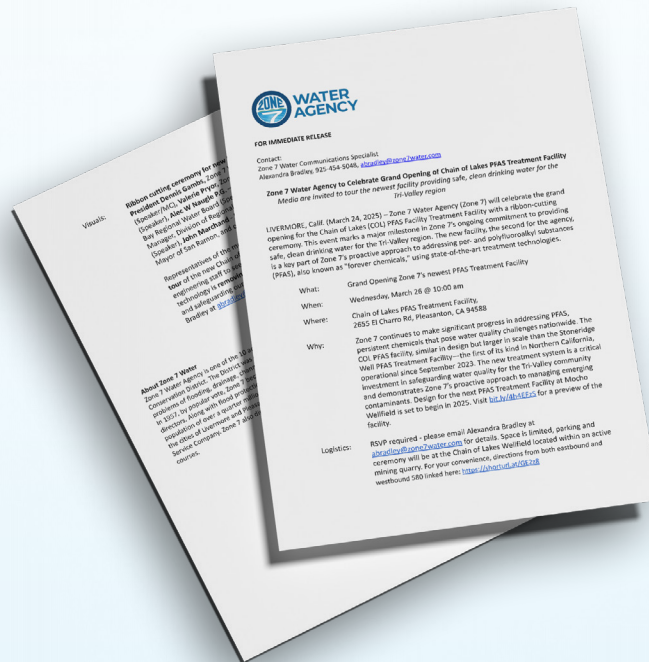 ZONE 7
WATER
AGENCY
FOR IMMEDIATE RELEASE
Contact:
Zone 7 Water Communications Specialist
Alexandra Bradley, 925-454-5048, abradley@zone7water.com
Zone 7 Water Agency to Celebrate Grand Opening of Chain of Lakes PFAS Treatment Facility
Media are invited to tour the newest facility providing safe, clean drinking water for the
Tri-Valley region
LIVERMORE, Calif. (March 24, 2025) – Zone 7 Water Agency (Zone 7) will celebrate the grand
opening for the Chain of Lakes (COL) PFAS Facility Treatment Facility with a ribbon-cutting
ceremony. This event marks a major milestone in Zone 7's ongoing commitment to providing
safe, clean drinking water for the Tri-Valley region. The new facility, the second for the agency,
is a key part of Zone 7's proactive approach to addressing per- and polyfluoroalkyl substances
(PFAS), also known as "forever chemicals," using state-of-the-art treatment technologies.
What: Grand Opening Zone 7's newest PFAS Treatment Facility
When: Wednesday, March 26 @ 10:00 am
Where: Chain of Lakes PFAS Treatment Facility,
2655 El Charro Rd, Pleasanton, CA 94588
Why: Zone 7 continues to make significant progress in addressing PFAS,
persistent chemicals that pose water quality challenges nationwide. The
COL PFAS facility, similar in design but larger in scale than the Stoneridge
Well PFAS Treatment Facility—the first of its kind in Northern California,
operational since September 2023. The new treatment system is a critical
investment in safeguarding water quality for the Tri-Valley community
and demonstrates Zone 7's proactive approach to managing emerging
contaminants. Design for the next PFAS Treatment Facility at Mocho
Wellfield is set to begin in 2025. Visit for a preview of the
facility.
Logistics: RSVP required - please email Alexandra Bradley at
abradley@zone7water.com for details. Space is limited, parking and
ceremony will be at the Chain of Lakes Wellfield located within an active
mining quarry. For your convenience, directions from both eastbound and
westbound 580 linked here:
Visuals: Ribbon cutting ceremony for new
President Dennis Gambs, Zone 7
(Speaker/MC), Valerie Pryor,
(Speaker), Alec W Naugle P.G.
Manager, Division of Regional
Bay Regional Water Board (
(Speaker), John Marchand
Mayor of San Ramon, and
Representatives of the
tour of the new Chain of
engineering staff to
technology is removing
and safeguarding our
Bradley at abradley
About Zone 7 Water
Zone 7 Water Agency is one of the 10
Conservation District. The District was
problems of flooding, drainage,
In 1957, by popular vote, Zone 7
directors. Along with flood
population of over a quarter
the cities of Livermore and
Service Company. Zone 7 also
courses.